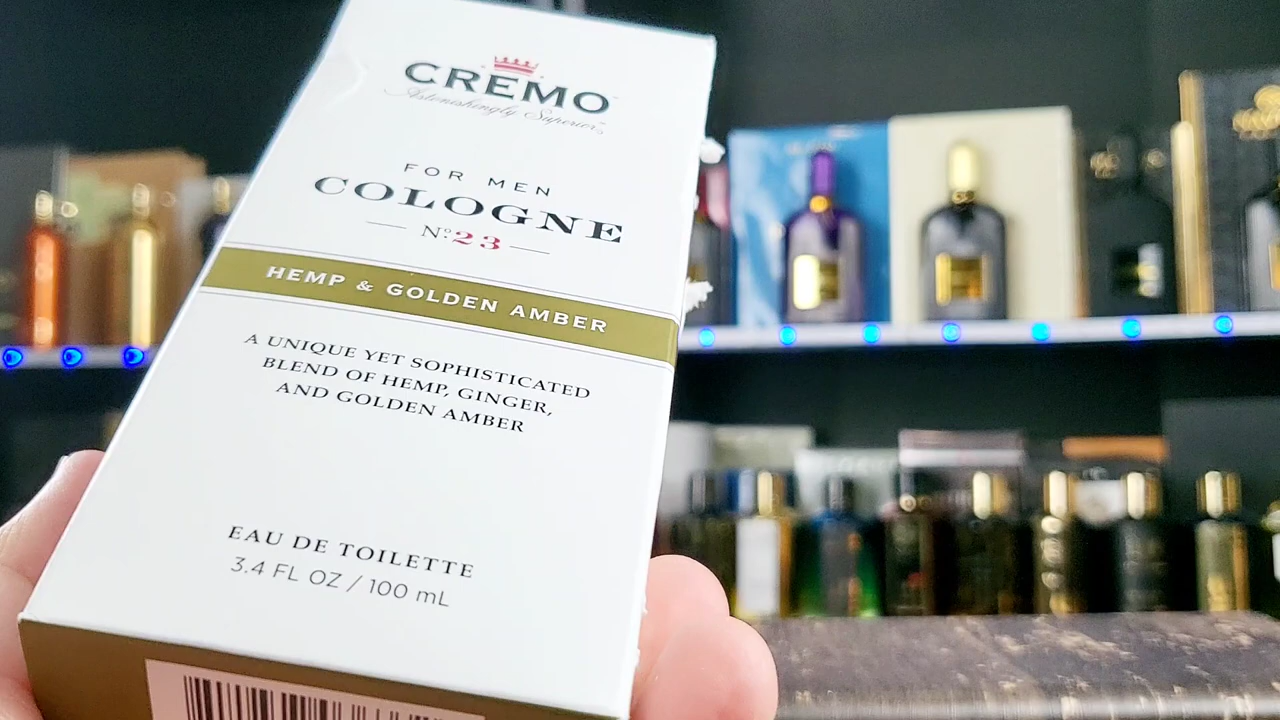 CREMO
Astonishingly Superior™
FOR MEN
COLOGNE
Nº23
HEMP & GOLDEN AMBER
A UNIQUE YET SOPHISTICATED
BLEND OF HEMP, GINGER,
AND GOLDEN AMBER
EAU DE TOILETTE
3.4 FL OZ / 100 mL